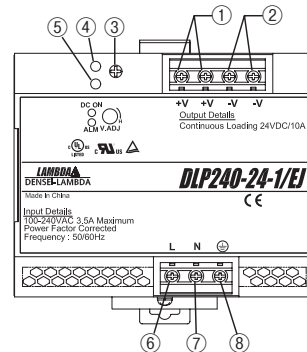 ① ②
④ ③
⑤
+V +V -V -V
DC ON
ALM V.ADJ
Output Details
Continuous Loading 24VDC/10A
LAMBDA
DENSEI-LAMBDA
DLP240-24-1/EJ
Made in China
CE
Input Details
100-240VAC 3.5A Maximum
Power Factor Corrected
Frequency : 50/60Hz
L N
⑥ ⑦ ⑧